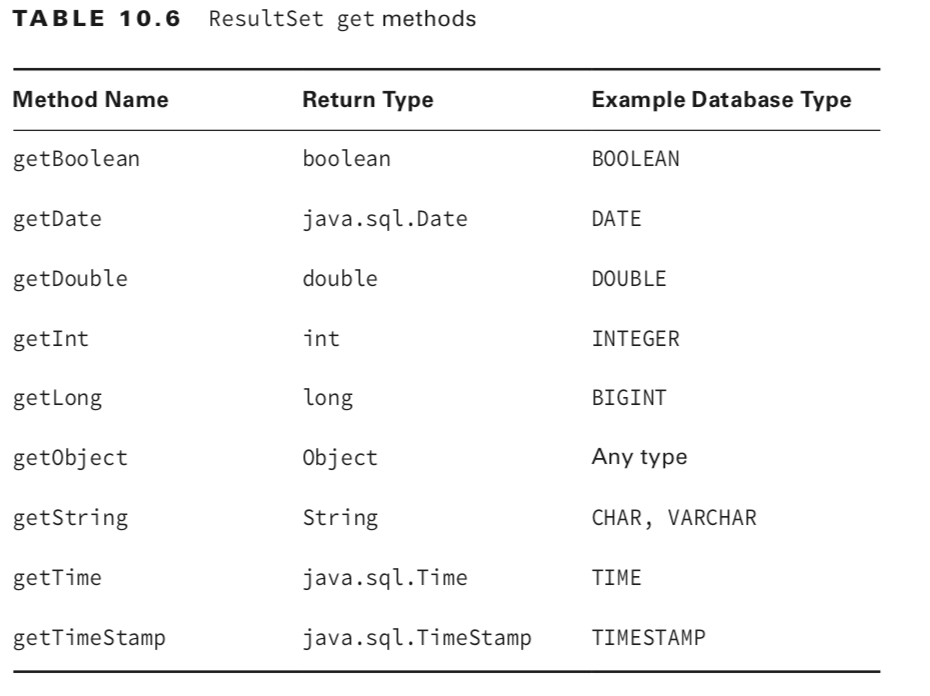 TABLE 10.6 ResultSet get methods
Method Name Return Type Example Database Type
getBoolean boolean BOOLEAN
getDate java.sql.Date DATE
getDouble double DOUBLE
getInt int INTEGER
getLong long BIGINT
getObject Object Any type
getString String CHAR, VARCHAR
getTime java.sql.Time TIME
getTimeStamp java.sql.TimeStamp TIMESTAMP